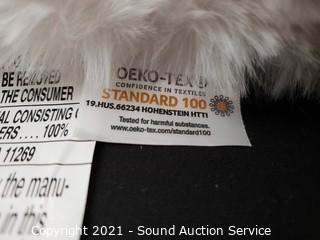 BE REMOVED
THE CONSUMER
AL CONSISTING
ERS.... 100%
11269
the manu-
in this
OEKO-TEX ®
CONFIDENCE IN TEXTILES
STANDARD 100
19.HUS.66234 HOHENSTEIN HTTI
Tested for harmful substances.
www.oeko-tex.com/standard100
Copyright 2021 - Sound Auction Service